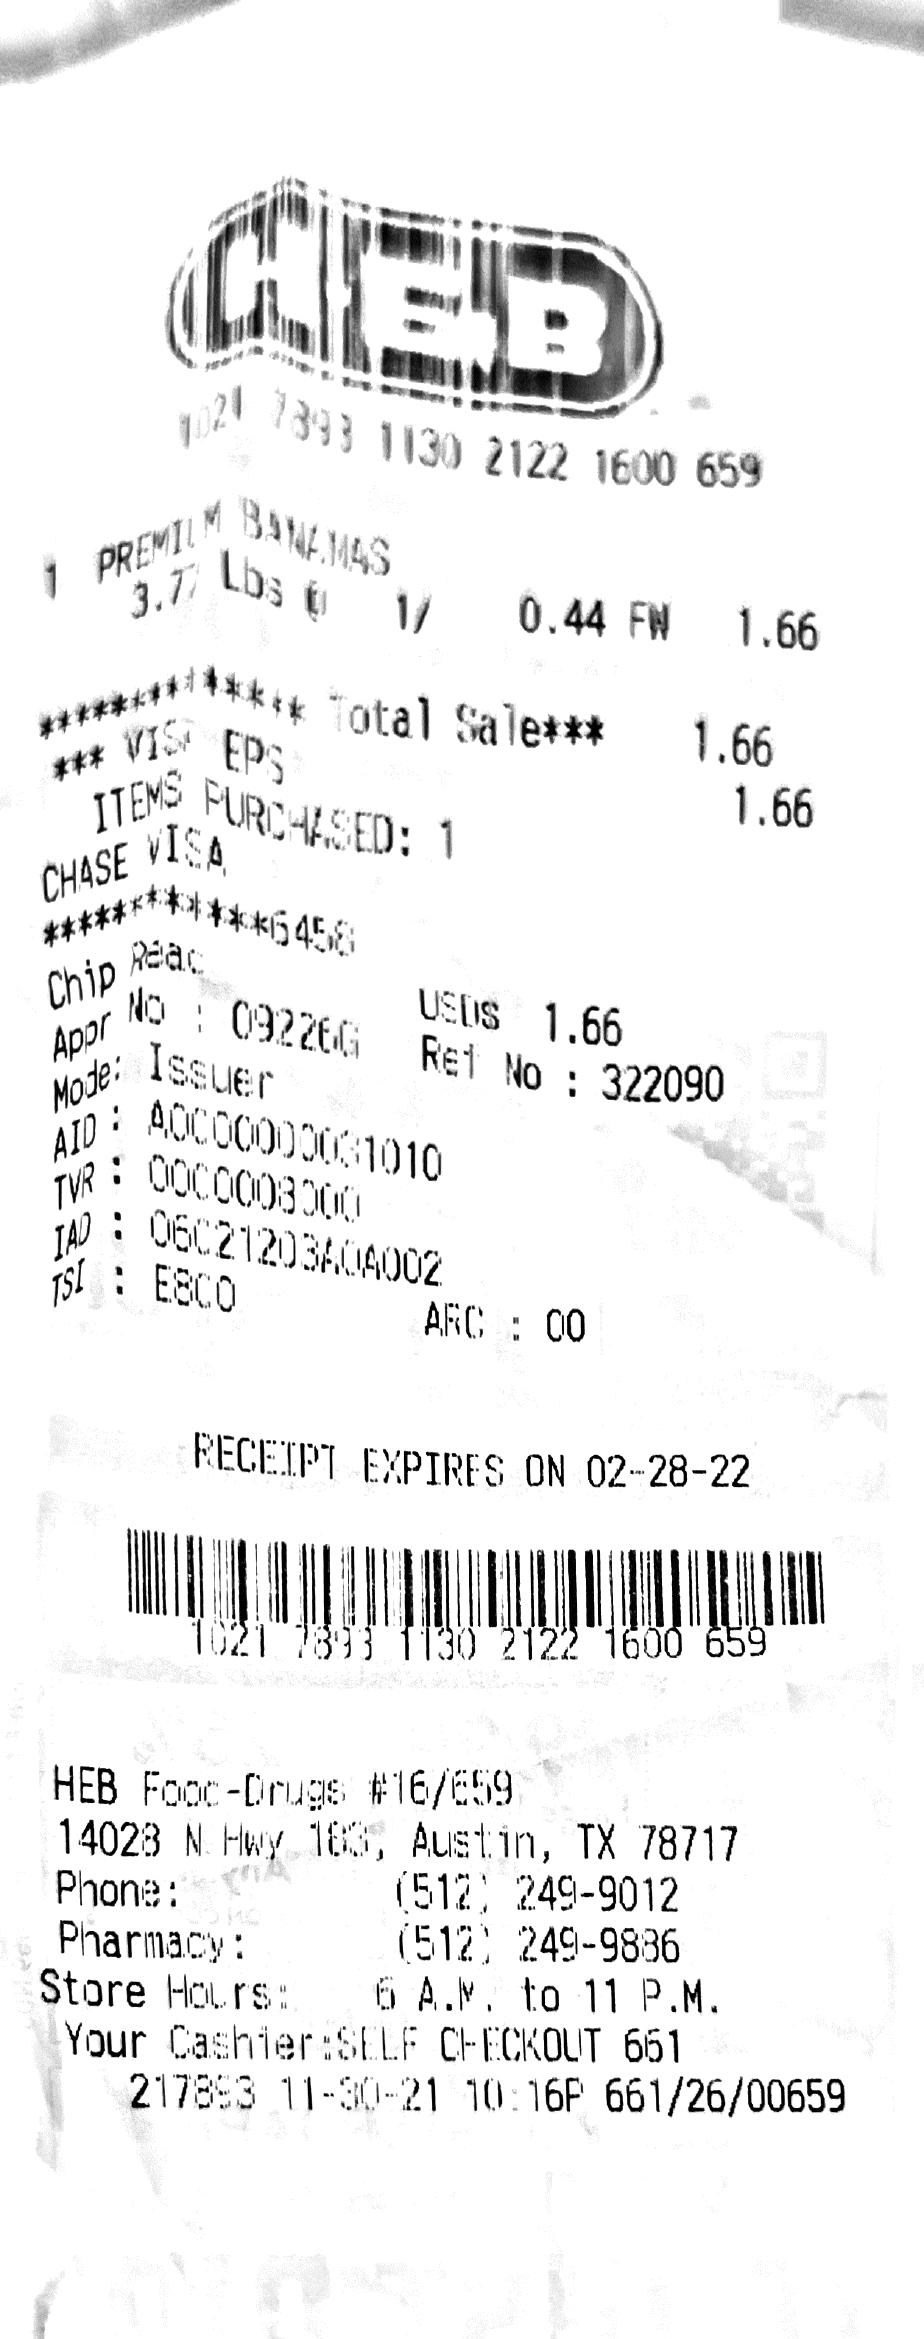 HEB
1021 7893 1130 2122 1600 659
1 PREMIUM BANANAS
3.77 Lbs @ 1/ 0.44 FW 1.66
************* Total Sale*** 1.66
*** VISA EPS 1.66
ITEMS PURCHASED: 1
CHASE VISA
************6458
Chip Read USD$ 1.66
Appr No : 09226G Ref No : 322090
Mode: Issuer
AID : A0000000031010
TVR : 0000008000
IAD : 06021203A0A002
TSI : E800 ARC : 00
RECEIPT EXPIRES ON 02-28-22
1021 7893 1130 2122 1600 659
HEB Food-Drugs #16/659
14028 N Hwy 183, Austin, TX 78717
Phone: (512) 249-9012
Pharmacy: (512) 249-9886
Store Hours: 6 A.M. to 11 P.M.
Your Cashier:SELF CHECKOUT 661
217893 11-30-21 10:16P 661/26/00659